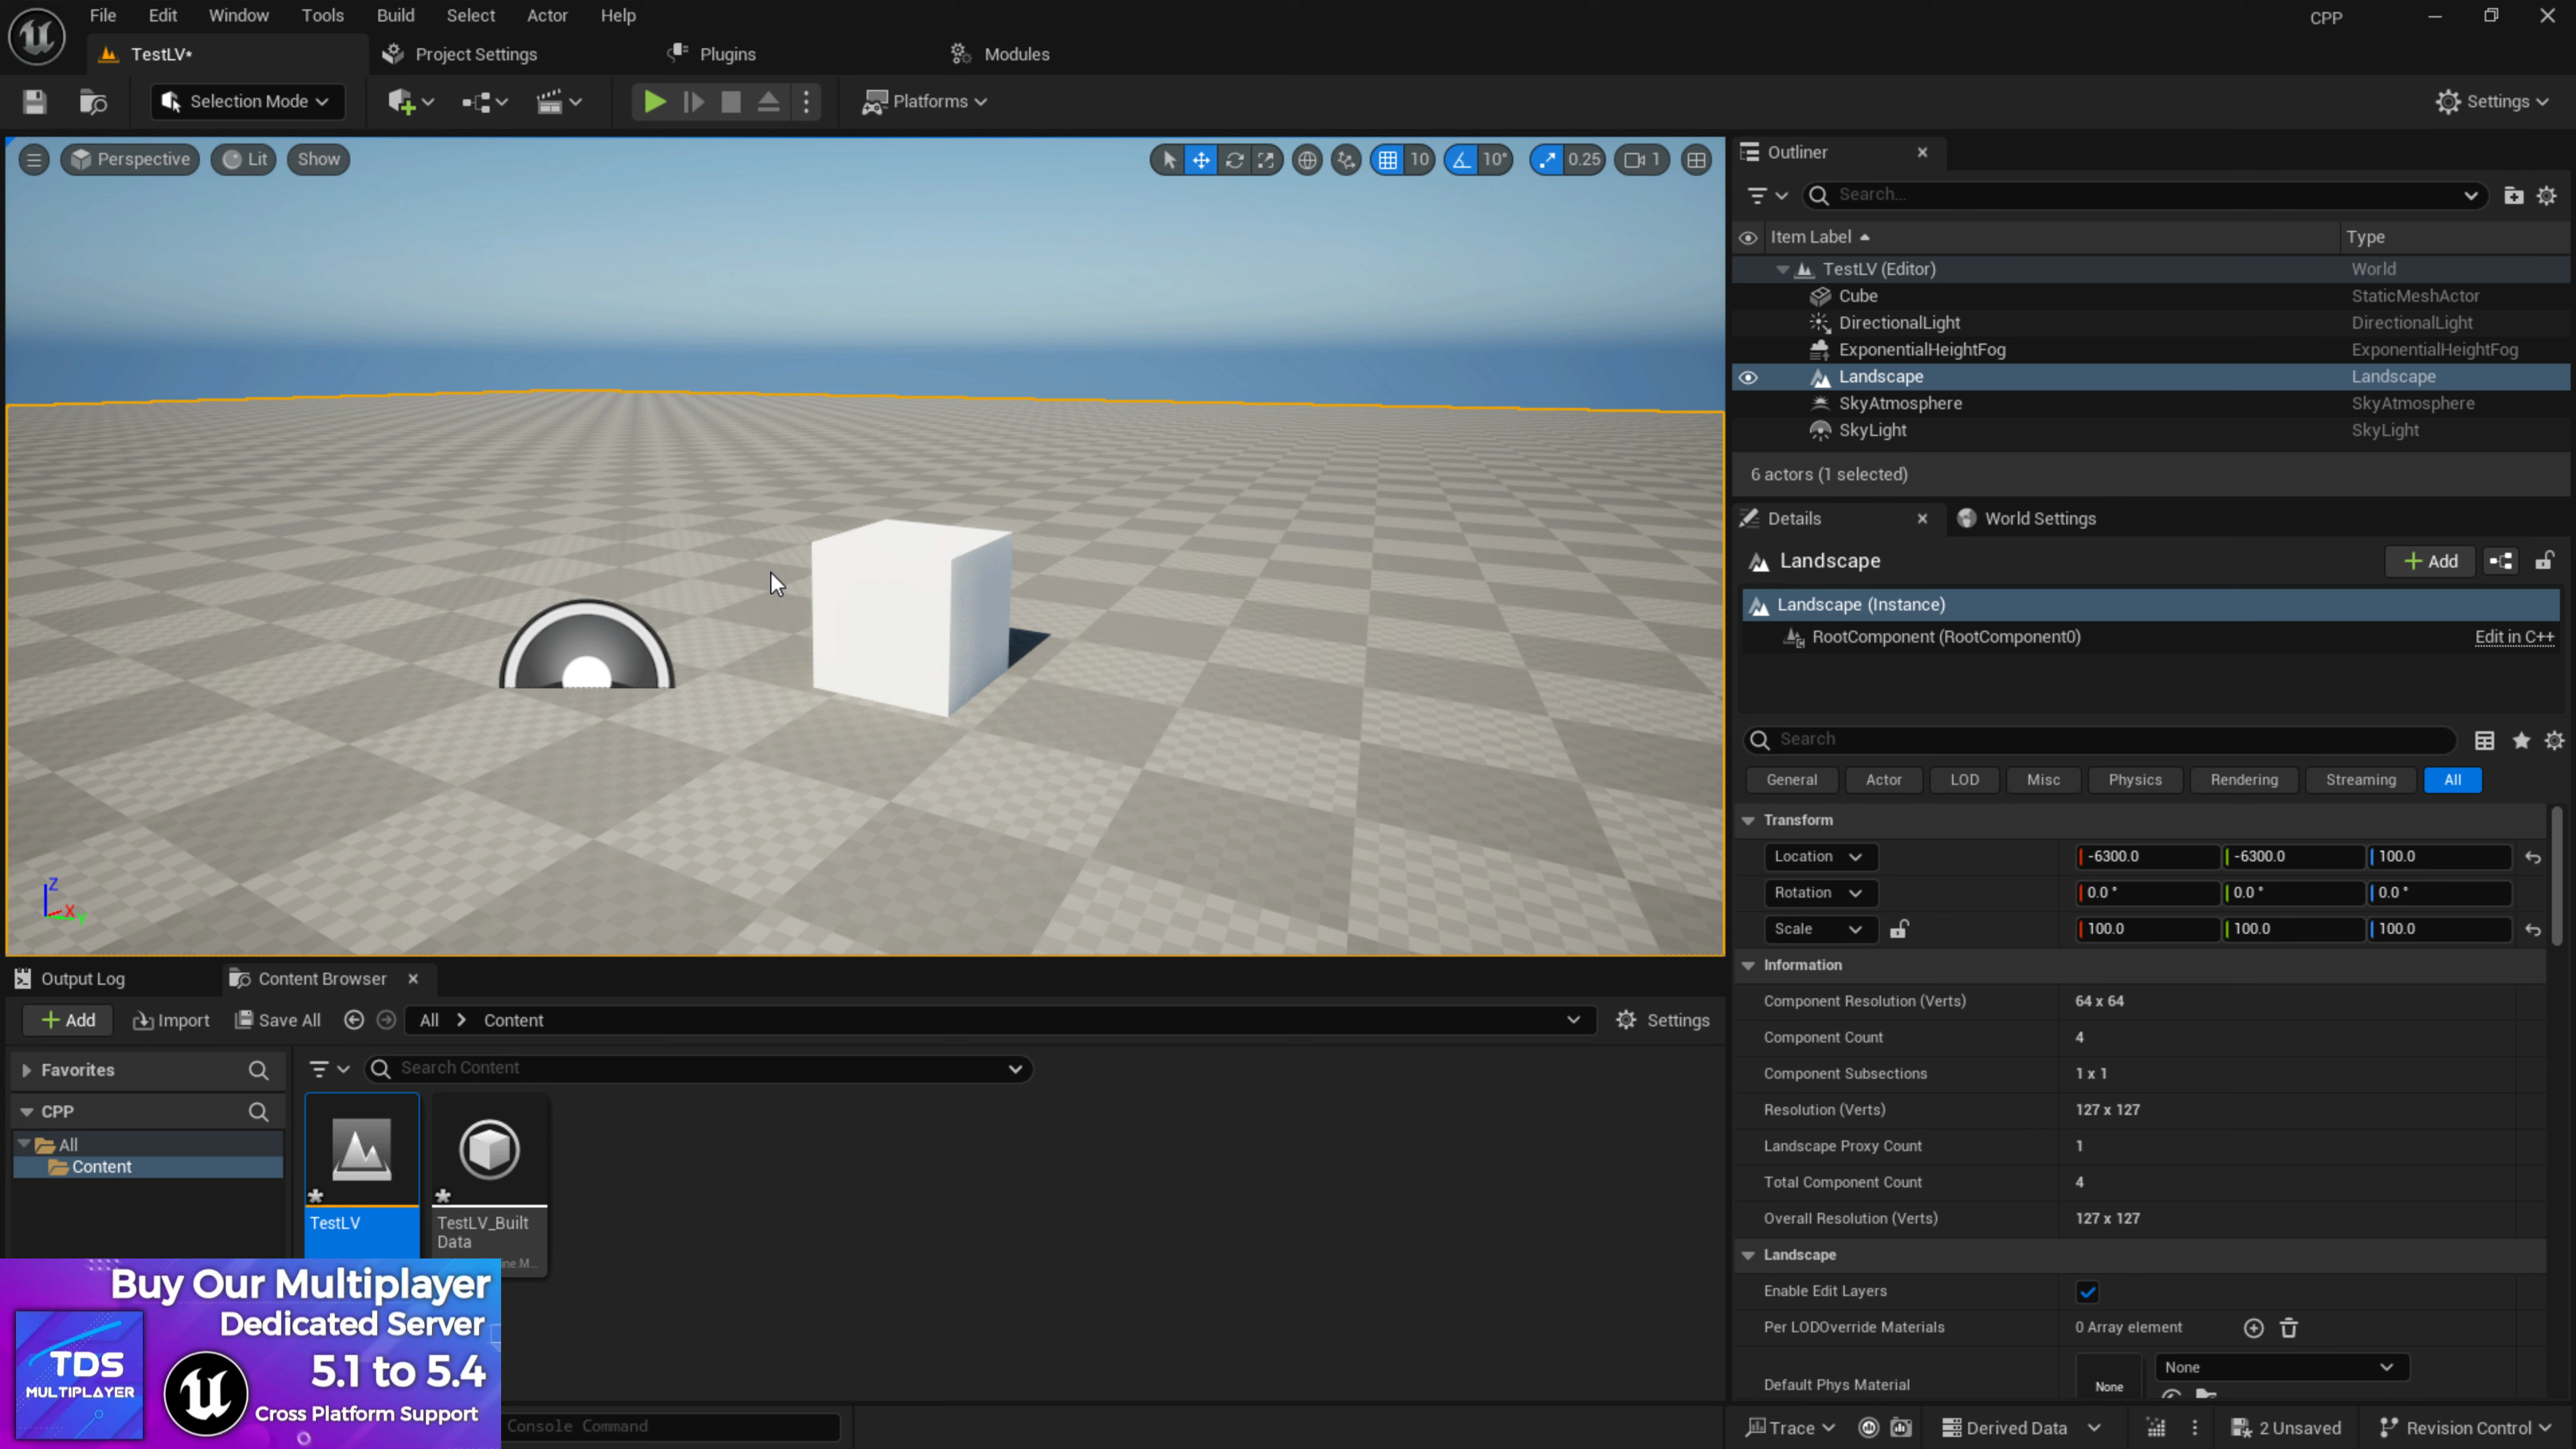 File Edit Window Tools Build Select Actor Help
CPP
TestLV*
Project Settings
Plugins
Modules
Selection Mode
Platforms
Settings
Perspective
Lit
Show
10
10°
0.25
1
Outliner
Search...
Item Label
Type
TestLV (Editor)
World
Cube
StaticMeshActor
DirectionalLight
DirectionalLight
ExponentialHeightFog
ExponentialHeightFog
Landscape
Landscape
SkyAtmosphere
SkyAtmosphere
SkyLight
SkyLight
6 actors (1 selected)
Details
World Settings
Landscape
Add
Landscape (Instance)
RootComponent (RootComponent0)
Edit in C++
Search
General Actor LOD Misc Physics Rendering Streaming All
Transform
Location
-6300.0 -6300.0 100.0
Rotation
0.0 ° 0.0 ° 0.0 °
Scale
100.0 100.0 100.0
Information
Component Resolution (Verts)
64 x 64
Component Count
4
Component Subsections
1 x 1
Resolution (Verts)
127 x 127
Landscape Proxy Count
1
Total Component Count
4
Overall Resolution (Verts)
127 x 127
Landscape
Enable Edit Layers
Per LODOverride Materials
0 Array element
None
Default Phys Material
None
Z
X
Y
Output Log
Content Browser
Add
Import
Save All
All
Content
Settings
Favorites
Search Content
CPP
All
Content
TestLV
TestLV_Built
Data
ne.M...
Buy Our Multiplayer
Dedicated Server
5.1 to 5.4
Cross Platform Support
TDS
MULTIPLAYER
Console Command
Trace
Derived Data
2 Unsaved
Revision Control